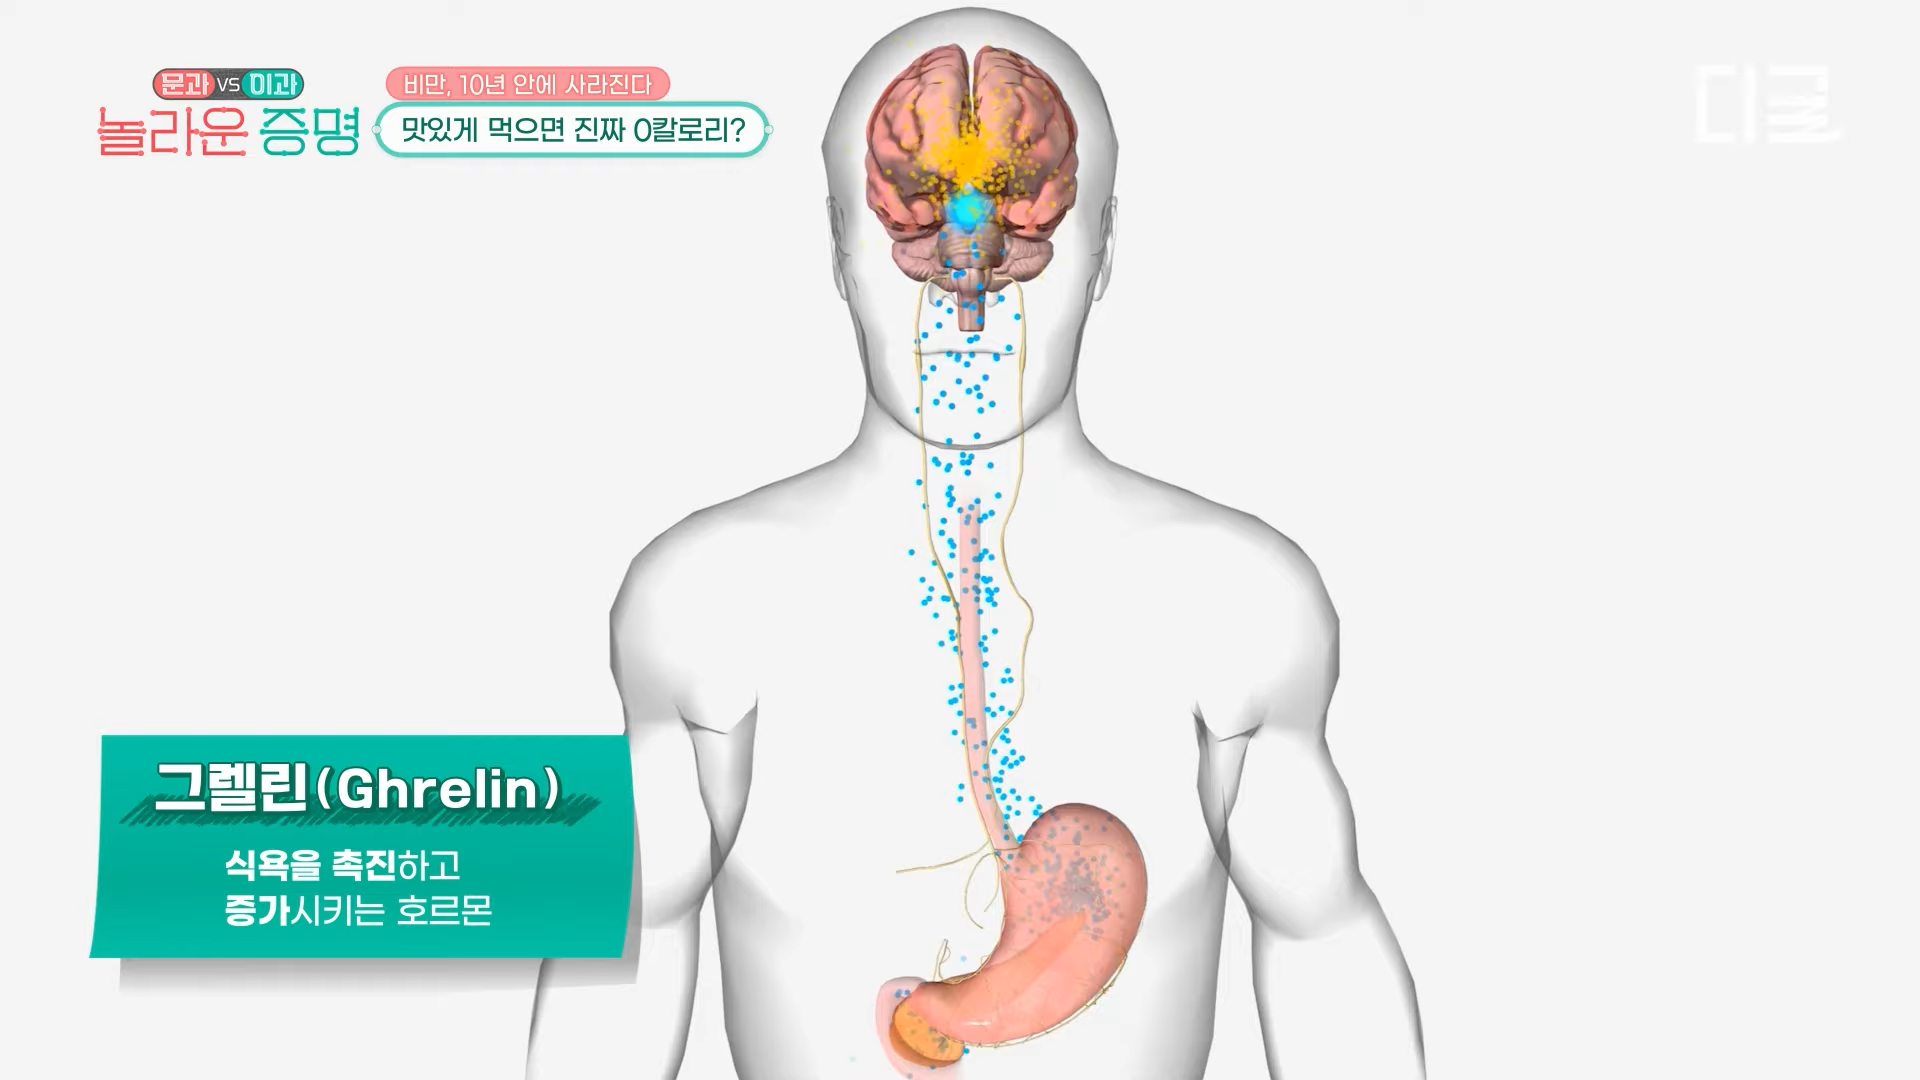 문과 VS 이과
놀라운 증명
비만, 10년 안에 사라진다
맛있게 먹으면 진짜 0칼로리?
디글
그렐린(Ghrelin)
식욕을 촉진하고
증가시키는 호르몬